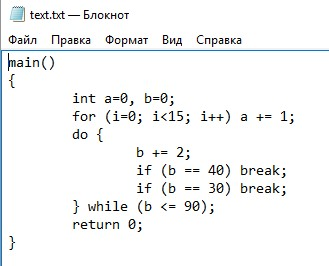 text.txt — Блокнот
Файл Правка Формат Вид Справка
main()
{
        int a=0, b=0;
        for (i=0; i<15; i++) a += 1;
        do {
                b += 2;
                if (b == 40) break;
                if (b == 30) break;
        } while (b <= 90);
        return 0;
}